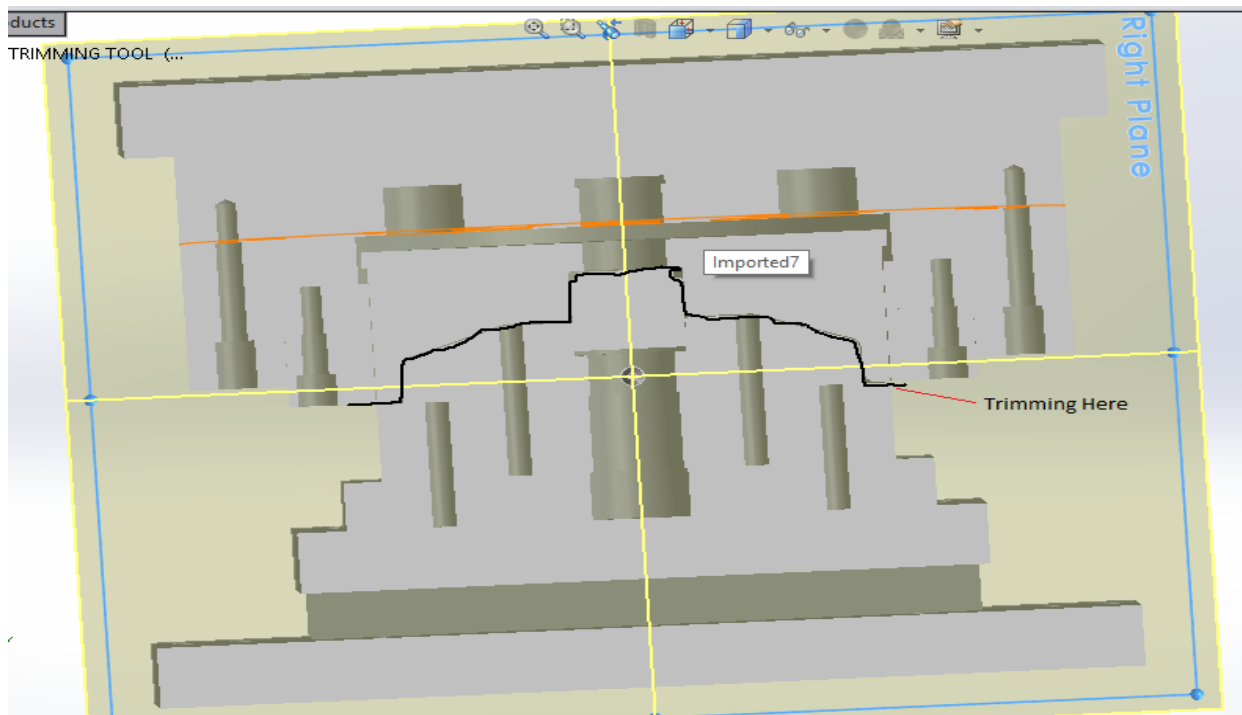 ducts
TRIMMING TOOL (...
Right Plane
Imported7
Trimming Here